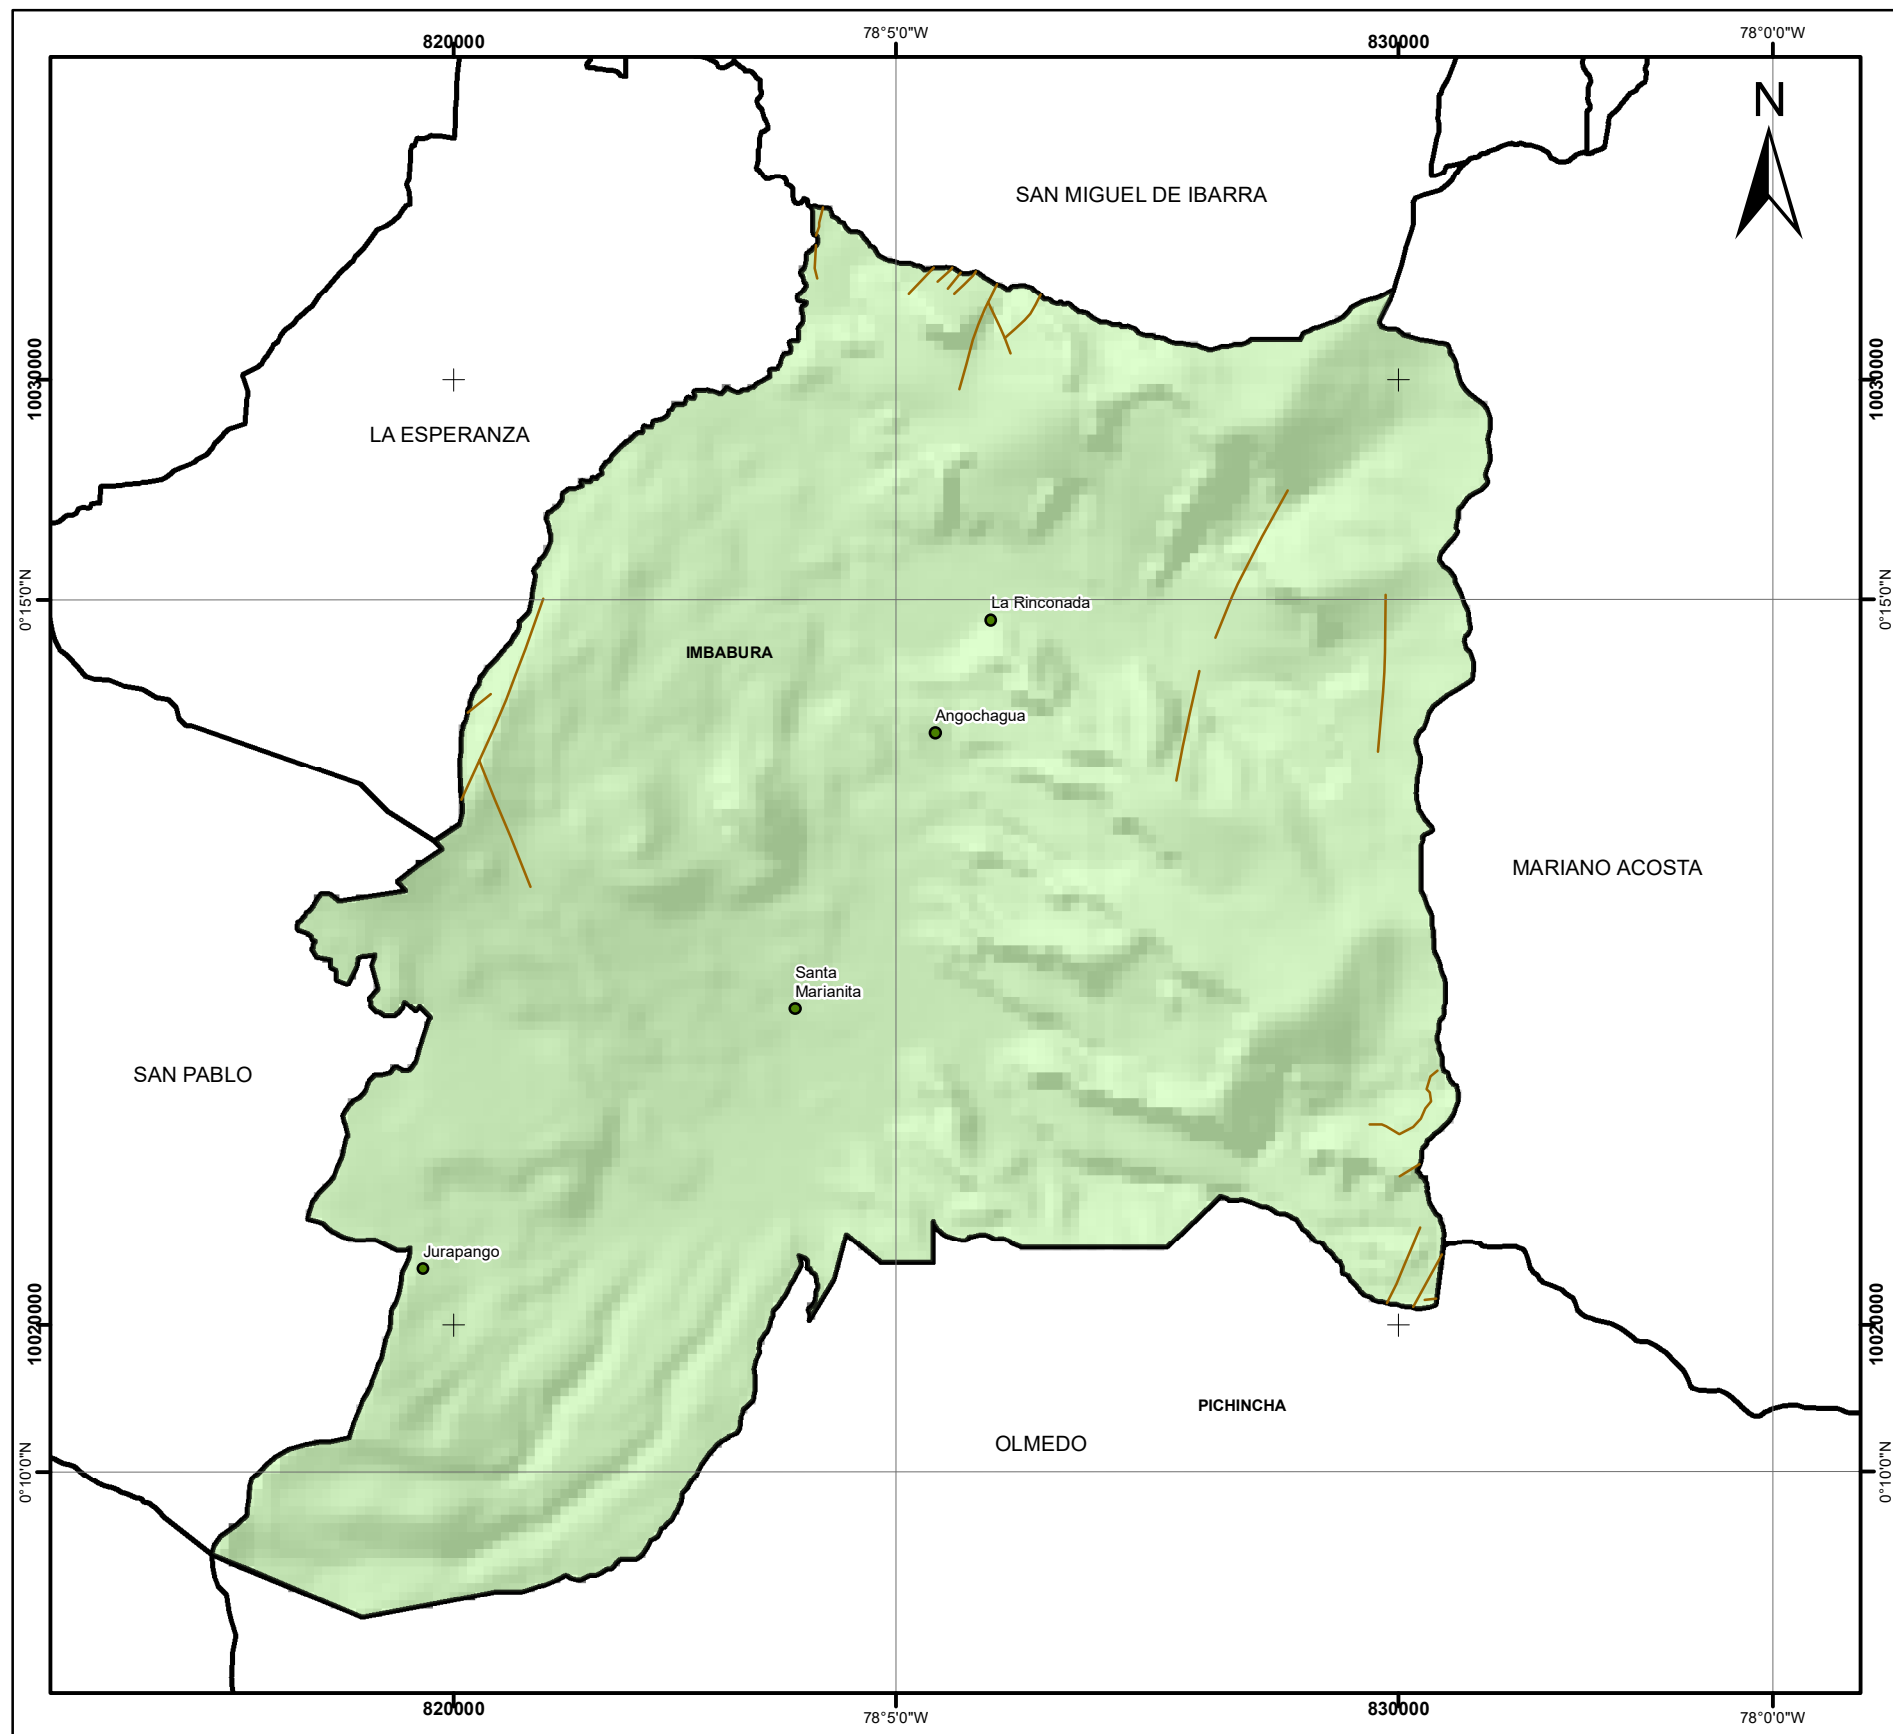 78°5'0"W
78°0'0"W
820000
830000
N
SAN MIGUEL DE IBARRA
10030000
10030000
LA ESPERANZA
0°15'0"N
0°15'0"N
La Rinconada
IMBABURA
Angochagua
MARIANO ACOSTA
Santa
Marianita
SAN PABLO
Jurapango
10020000
10020000
PICHINCHA
OLMEDO
0°10'0"N
0°10'0"N
820000
830000
78°5'0"W
78°0'0"W